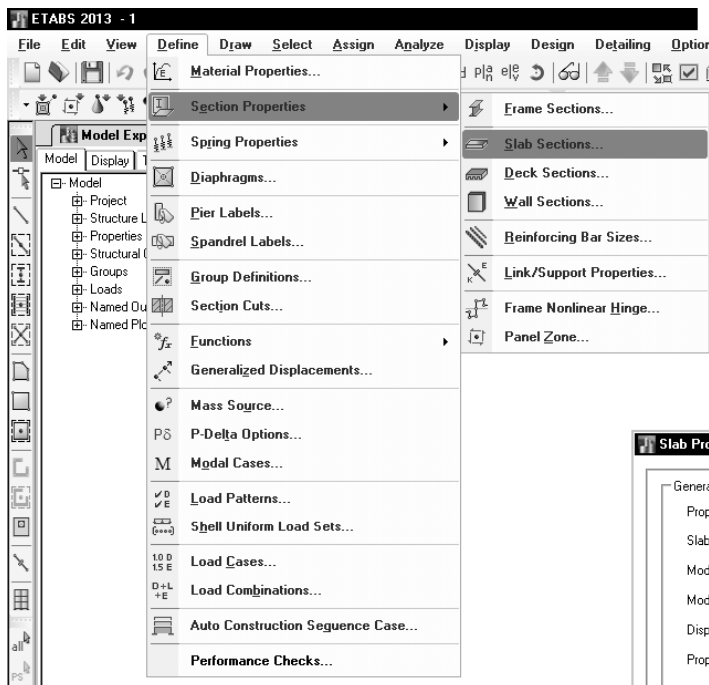 ETABS 2013 - 1
File Edit View Define Draw Select Assign Analyze Display Design Detailing Option
Model Exp
Model Display T
Model
Project
Structure L
Properties
Structural
Groups
Loads
Named Ou
Named Plo
Material Properties...
Section Properties
Spring Properties
Diaphragms...
Pier Labels...
Spandrel Labels...
Group Definitions...
Section Cuts...
Functions
Generalized Displacements...
Mass Source...
Pδ P-Delta Options...
M Modal Cases...
Load Patterns...
Shell Uniform Load Sets...
Load Cases...
Load Combinations...
Auto Construction Sequence Case...
Performance Checks...
Frame Sections...
Slab Sections...
Deck Sections...
Wall Sections...
Reinforcing Bar Sizes...
Link/Support Properties...
Frame Nonlinear Hinge...
Panel Zone...
all
PS
Slab Pro
Genera
Prop
Slab
Mod
Mod
Disp
Prop